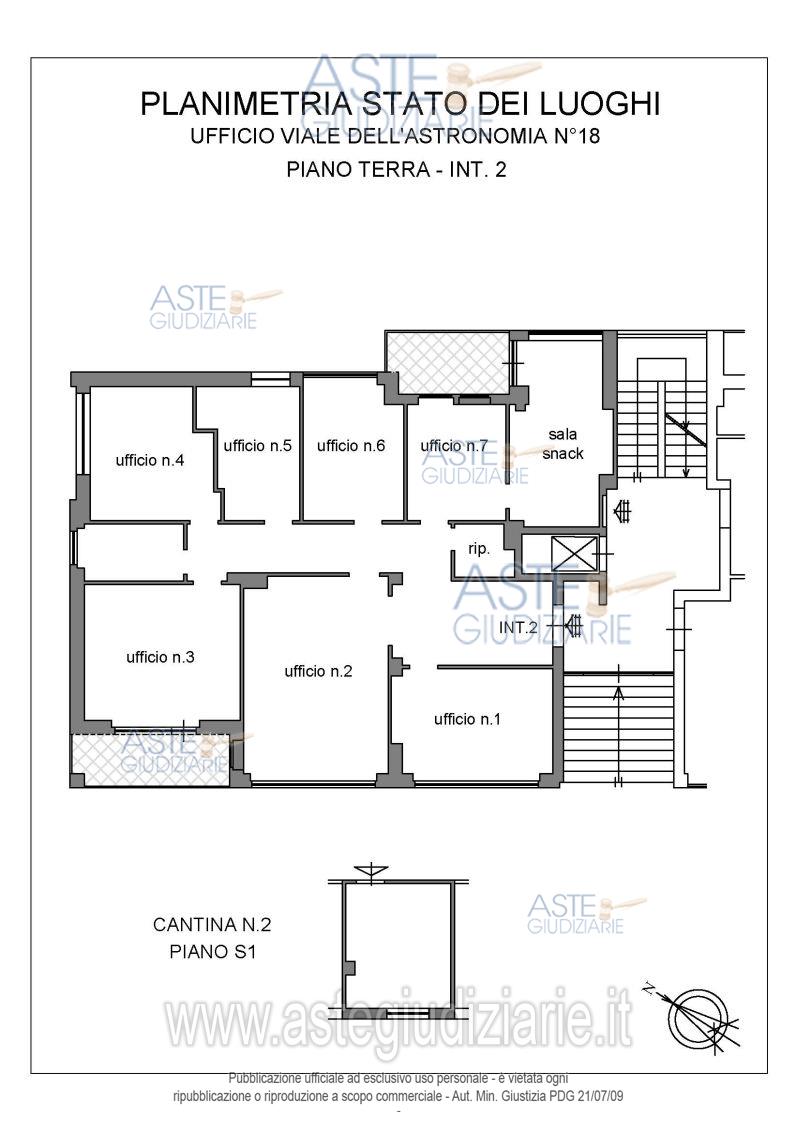 ASTE
GIUDIZIARIE
PLANIMETRIA STATO DEI LUOGHI
UFFICIO VIALE DELL'ASTRONOMIA N°18
PIANO TERRA - INT. 2
ASTE
GIUDIZIARIE
sala
snack
ufficio n.4
ufficio n.5
ufficio n.6
ufficio n.7
ASTE
GIUDIZIARIE
rip.
ASTE
GIUDIZIARIE
INT.2
ufficio n.3
ufficio n.2
ufficio n.1
ASTE
GIUDIZIARIE
CANTINA N.2
PIANO S1
ASTE
GIUDIZIARIE
N
www.astegiudiziarie.it
Pubblicazione ufficiale ad esclusivo uso personale - è vietata ogni
ripubblicazione o riproduzione a scopo commerciale - Aut. Min. Giustizia PDG 21/07/09
-